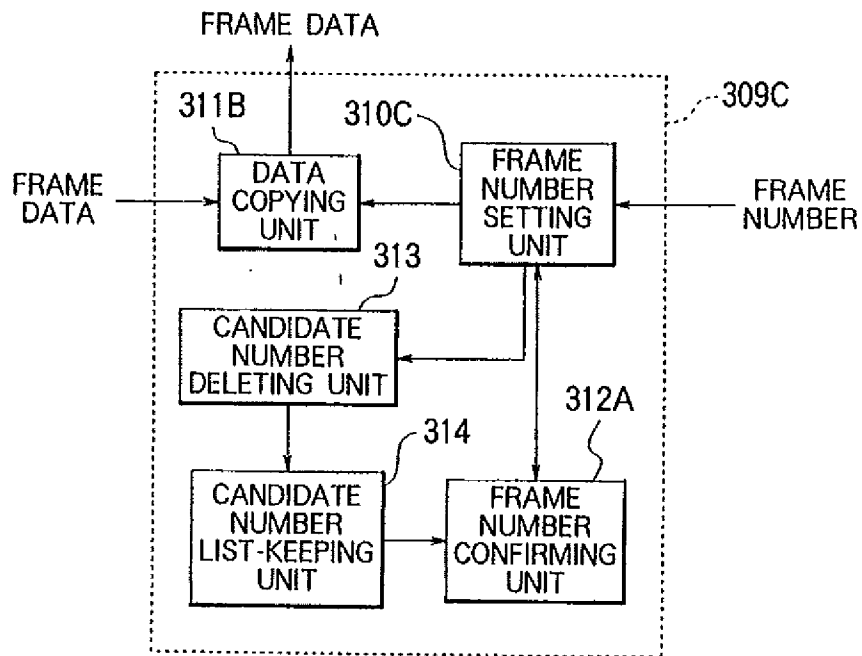 FRAME DATA
309C
311B
310C
DATA
COPYING
UNIT
FRAME
NUMBER
SETTING
UNIT
FRAME
DATA
FRAME
NUMBER
313
CANDIDATE
NUMBER
DELETING UNIT
312A
314
CANDIDATE
NUMBER
LIST-KEEPING
UNIT
FRAME
NUMBER
CONFIRMING
UNIT